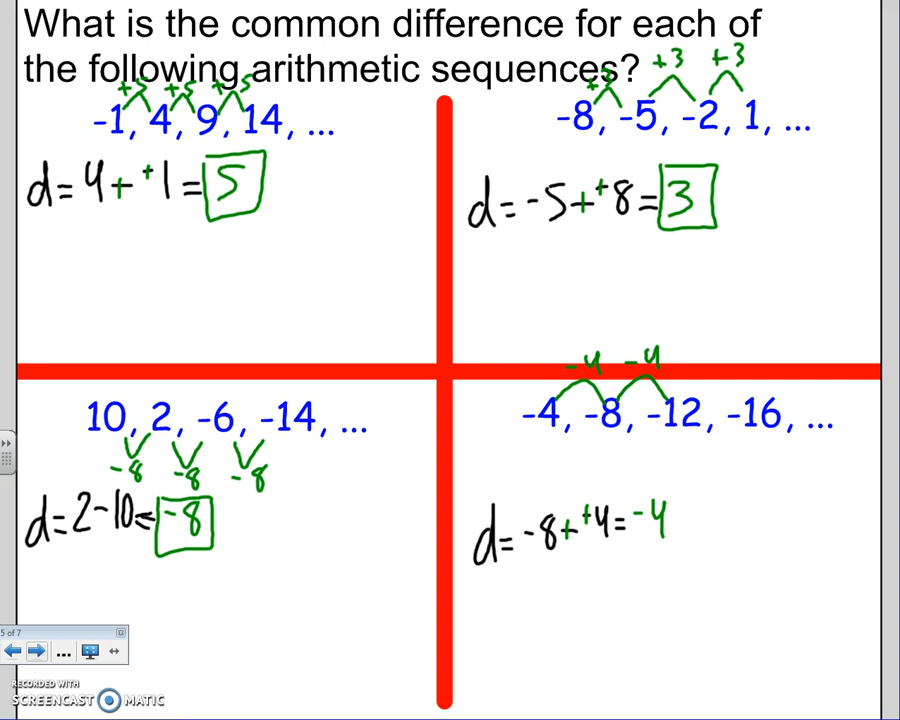 What is the common difference for each of
the following arithmetic sequences?
+3 +3
+5 +5 +5
+3
-1, 4, 9, 14, ...
-8, -5, -2, 1, ...
d = 4 + +1 = 5
d = -5 + +8 = 3
-4 -4
10, 2, -6, -14, ...
-4, -8, -12, -16, ...
-8 -8 -8
d = 2 - 10 = -8
d = -8 + +4 = -4
5 of 7
...
RECORDED WITH
SCREENCAST MATIC